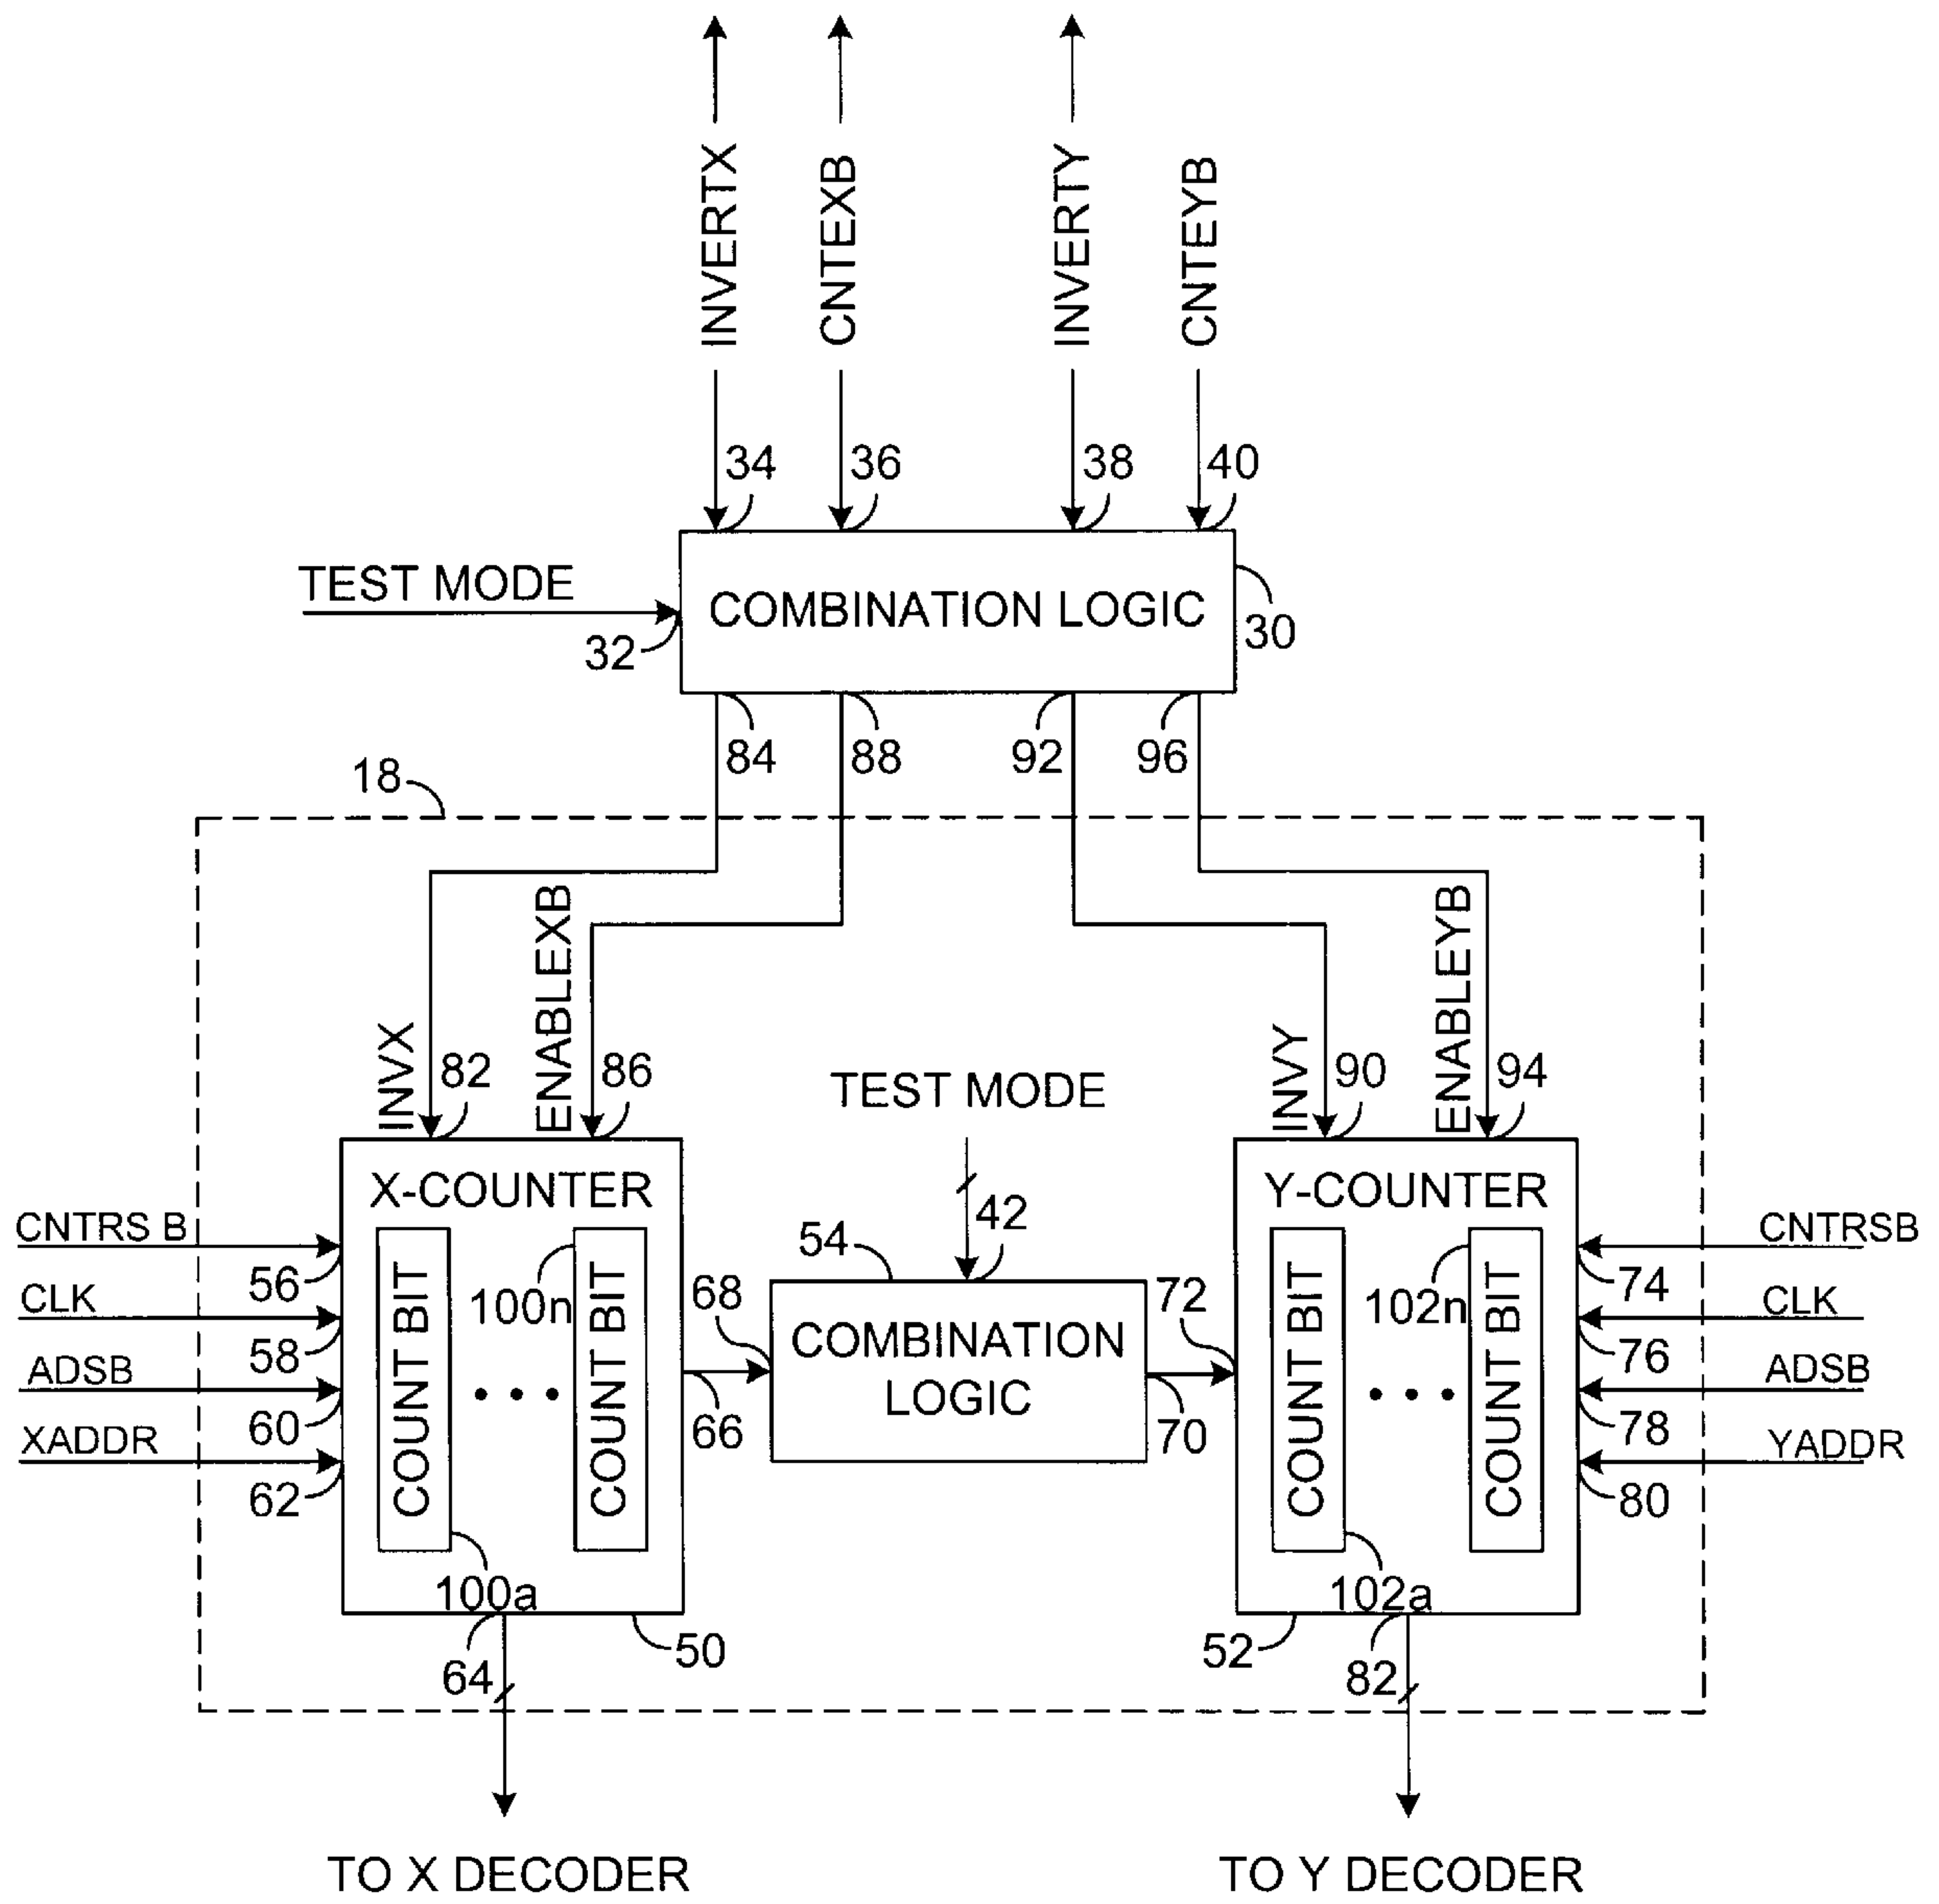 INVERTX
CNTEXB
INVERTY
CNTEYB
34
36
38
40
TEST MODE
32
COMBINATION LOGIC
30
84
88
92
96
18
INVX
82
ENABLEXB
86
TEST MODE
INVY
90
ENABLEYB
94
X-COUNTER
Y-COUNTER
CNTRS B
56
CLK
58
ADSB
60
XADDR
62
COUNT BIT
100n
COUNT BIT
100a
64
50
66
68
54
42
COMBINATION
LOGIC
70
72
COUNT BIT
102n
COUNT BIT
102a
52
82
CNTRSB
74
CLK
76
ADSB
78
YADDR
80
TO X DECODER
TO Y DECODER